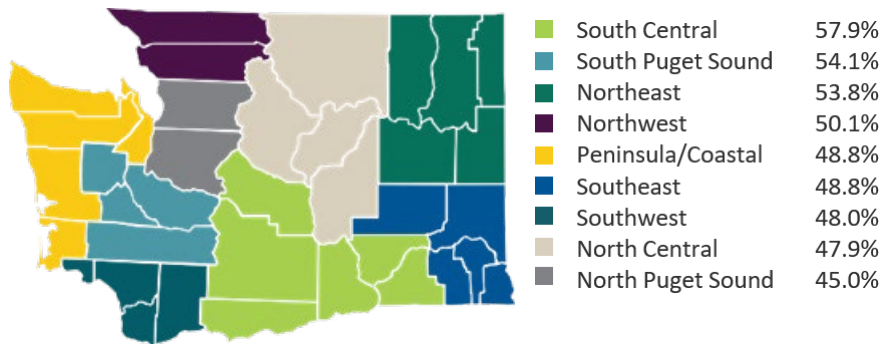 South Central 57.9%
South Puget Sound 54.1%
Northeast 53.8%
Northwest 50.1%
Peninsula/Coastal 48.8%
Southeast 48.8%
Southwest 48.0%
North Central 47.9%
North Puget Sound 45.0%